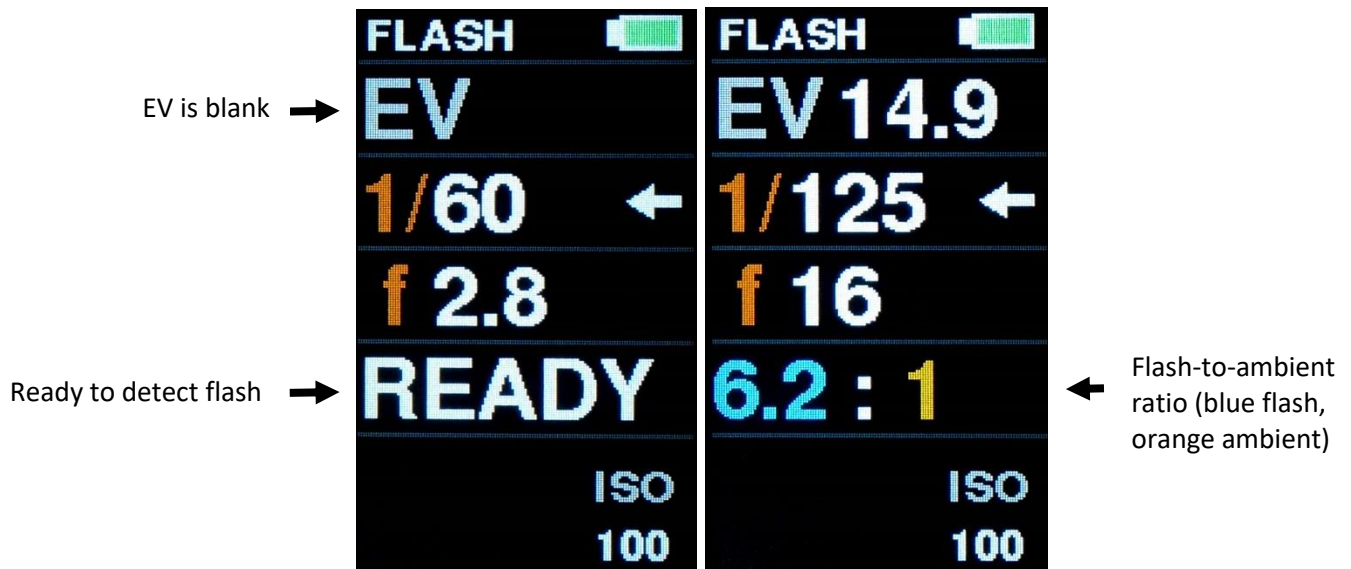 FLASH
EV
1/60
f 2.8
READY
ISO
100
FLASH
EV 14.9
1/125
f 16
6.2 : 1
ISO
100
EV is blank
Ready to detect flash
Flash-to-ambient
ratio (blue flash,
orange ambient)